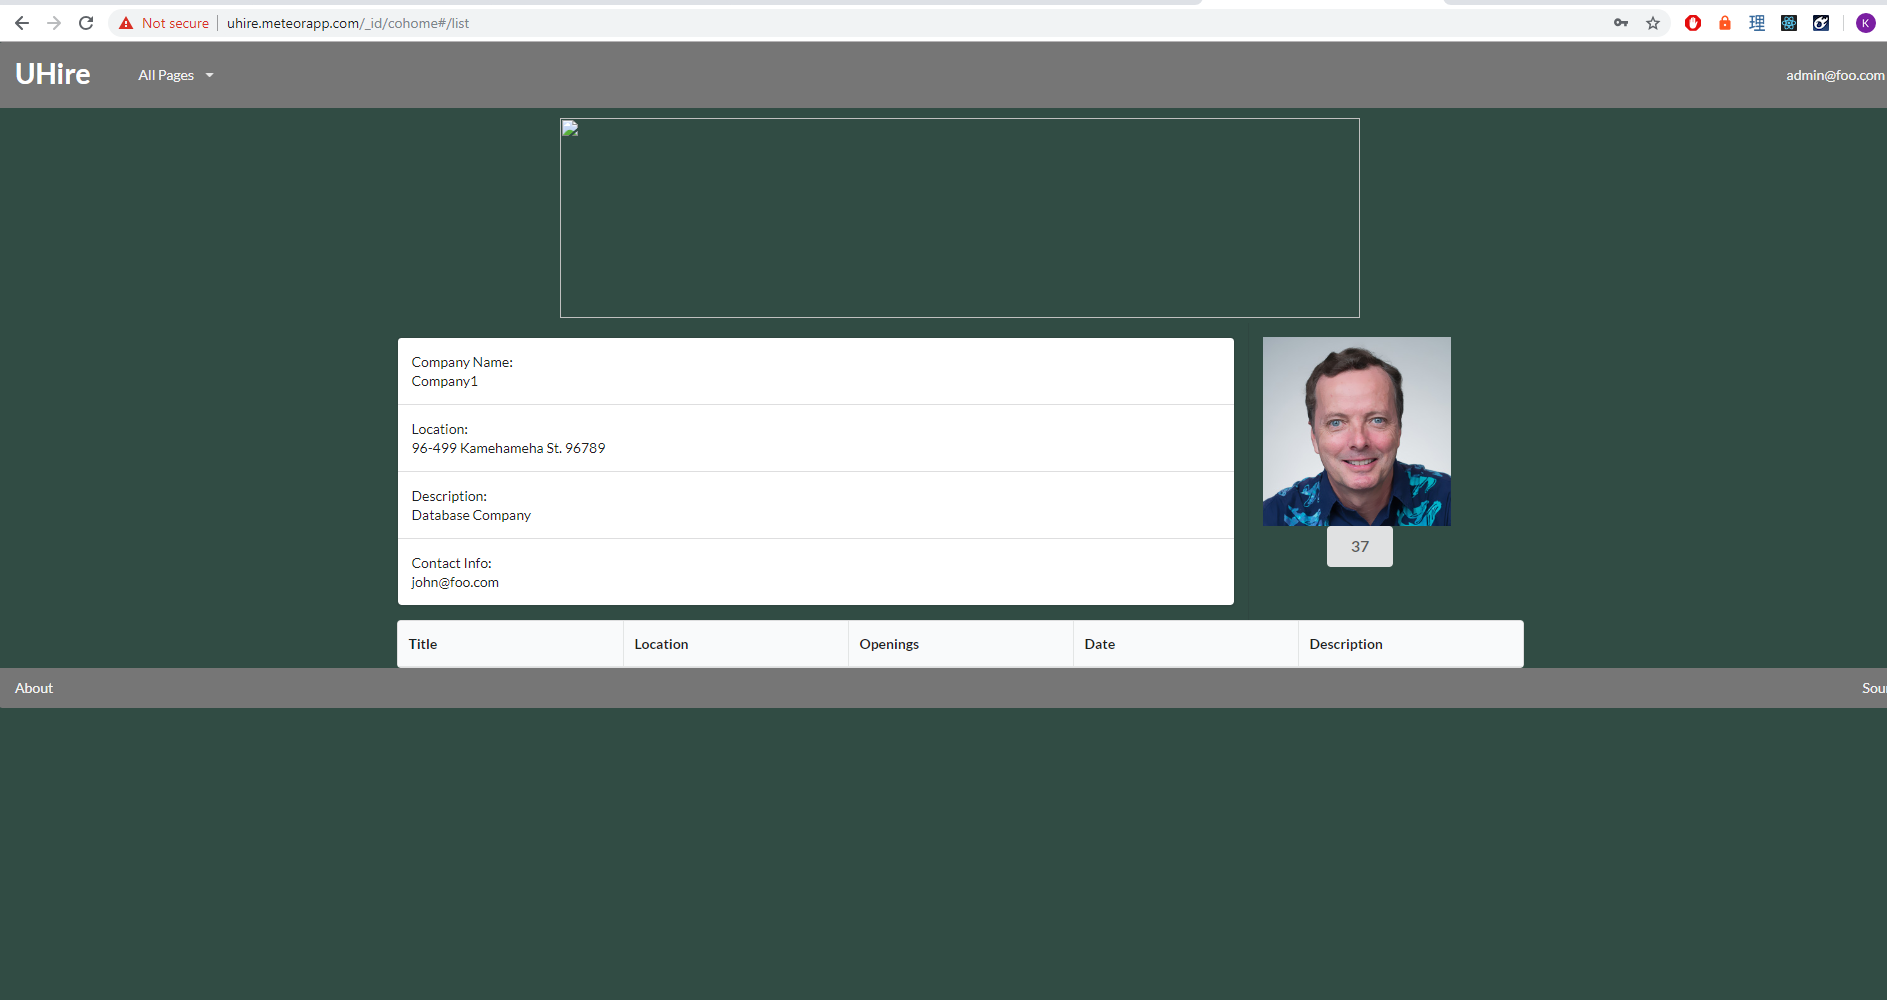 Not secure
uhire.meteorapp.com/_id/cohome#/list
理
K
UHire
All Pages
admin@foo.com
Company Name:
Company1
Location:
96-499 Kamehameha St. 96789
Description:
Database Company
Contact Info:
john@foo.com
37
Title Location Openings Date Description
About
Sou